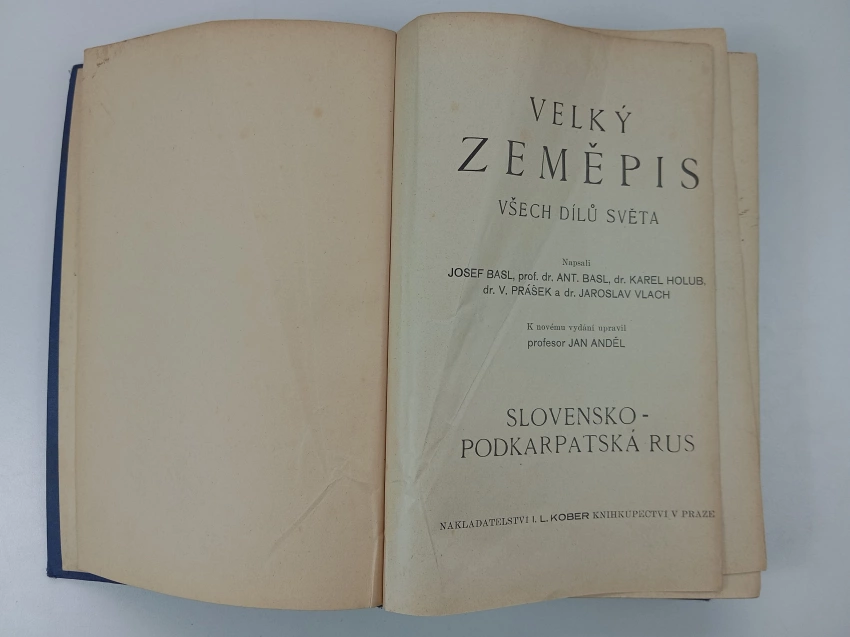 VELKÝ
ZEMĚPIS
VŠECH DÍLŮ SVĚTA
Napsali
JOSEF BASL, prof. dr. ANT. BASL, dr. KAREL HOLUB,
dr. V. PRÁŠEK a dr. JAROSLAV VLACH
K novému vydání upravil
profesor JAN ANDĚL
SLOVENSKO -
PODKARPATSKÁ RUS
NAKLADATELSTVÍ I. L. KOBER KNIHKUPECTVÍ V PRAZE